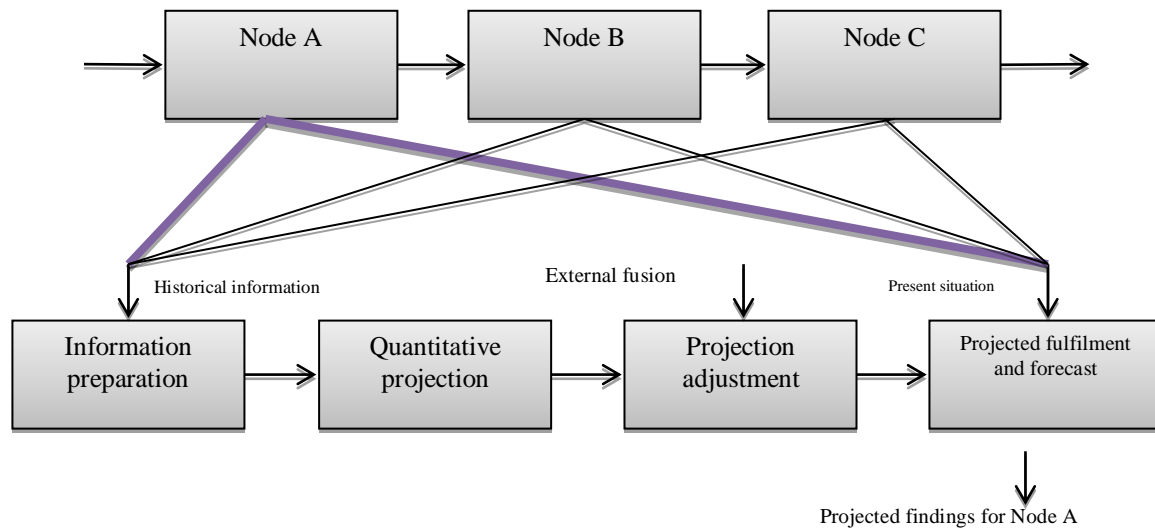 Node A
Node B
Node C
Historical information
External fusion
Present situation
Information
preparation
Quantitative
projection
Projection
adjustment
Projected fulfilment
and forecast
Projected findings for Node A